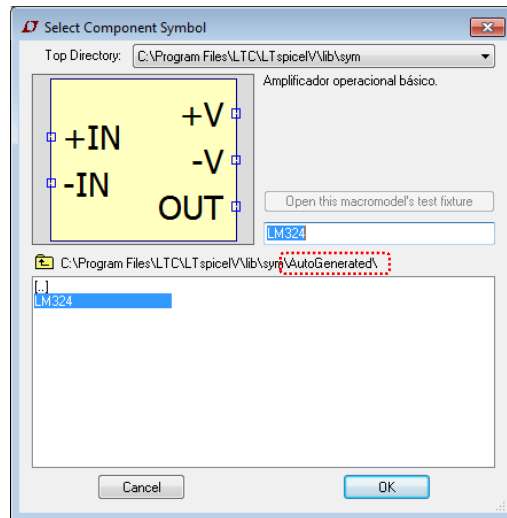 Select Component Symbol
Top Directory: C:\Program Files\LTC\LTspiceIV\lib\sym
Amplificador operacional básico.
+IN
-IN
+V
-V
OUT
Open this macromodel's test fixture
LM324
C:\Program Files\LTC\LTspiceIV\lib\sym\AutoGenerated\
[..]
LM324
Cancel
OK